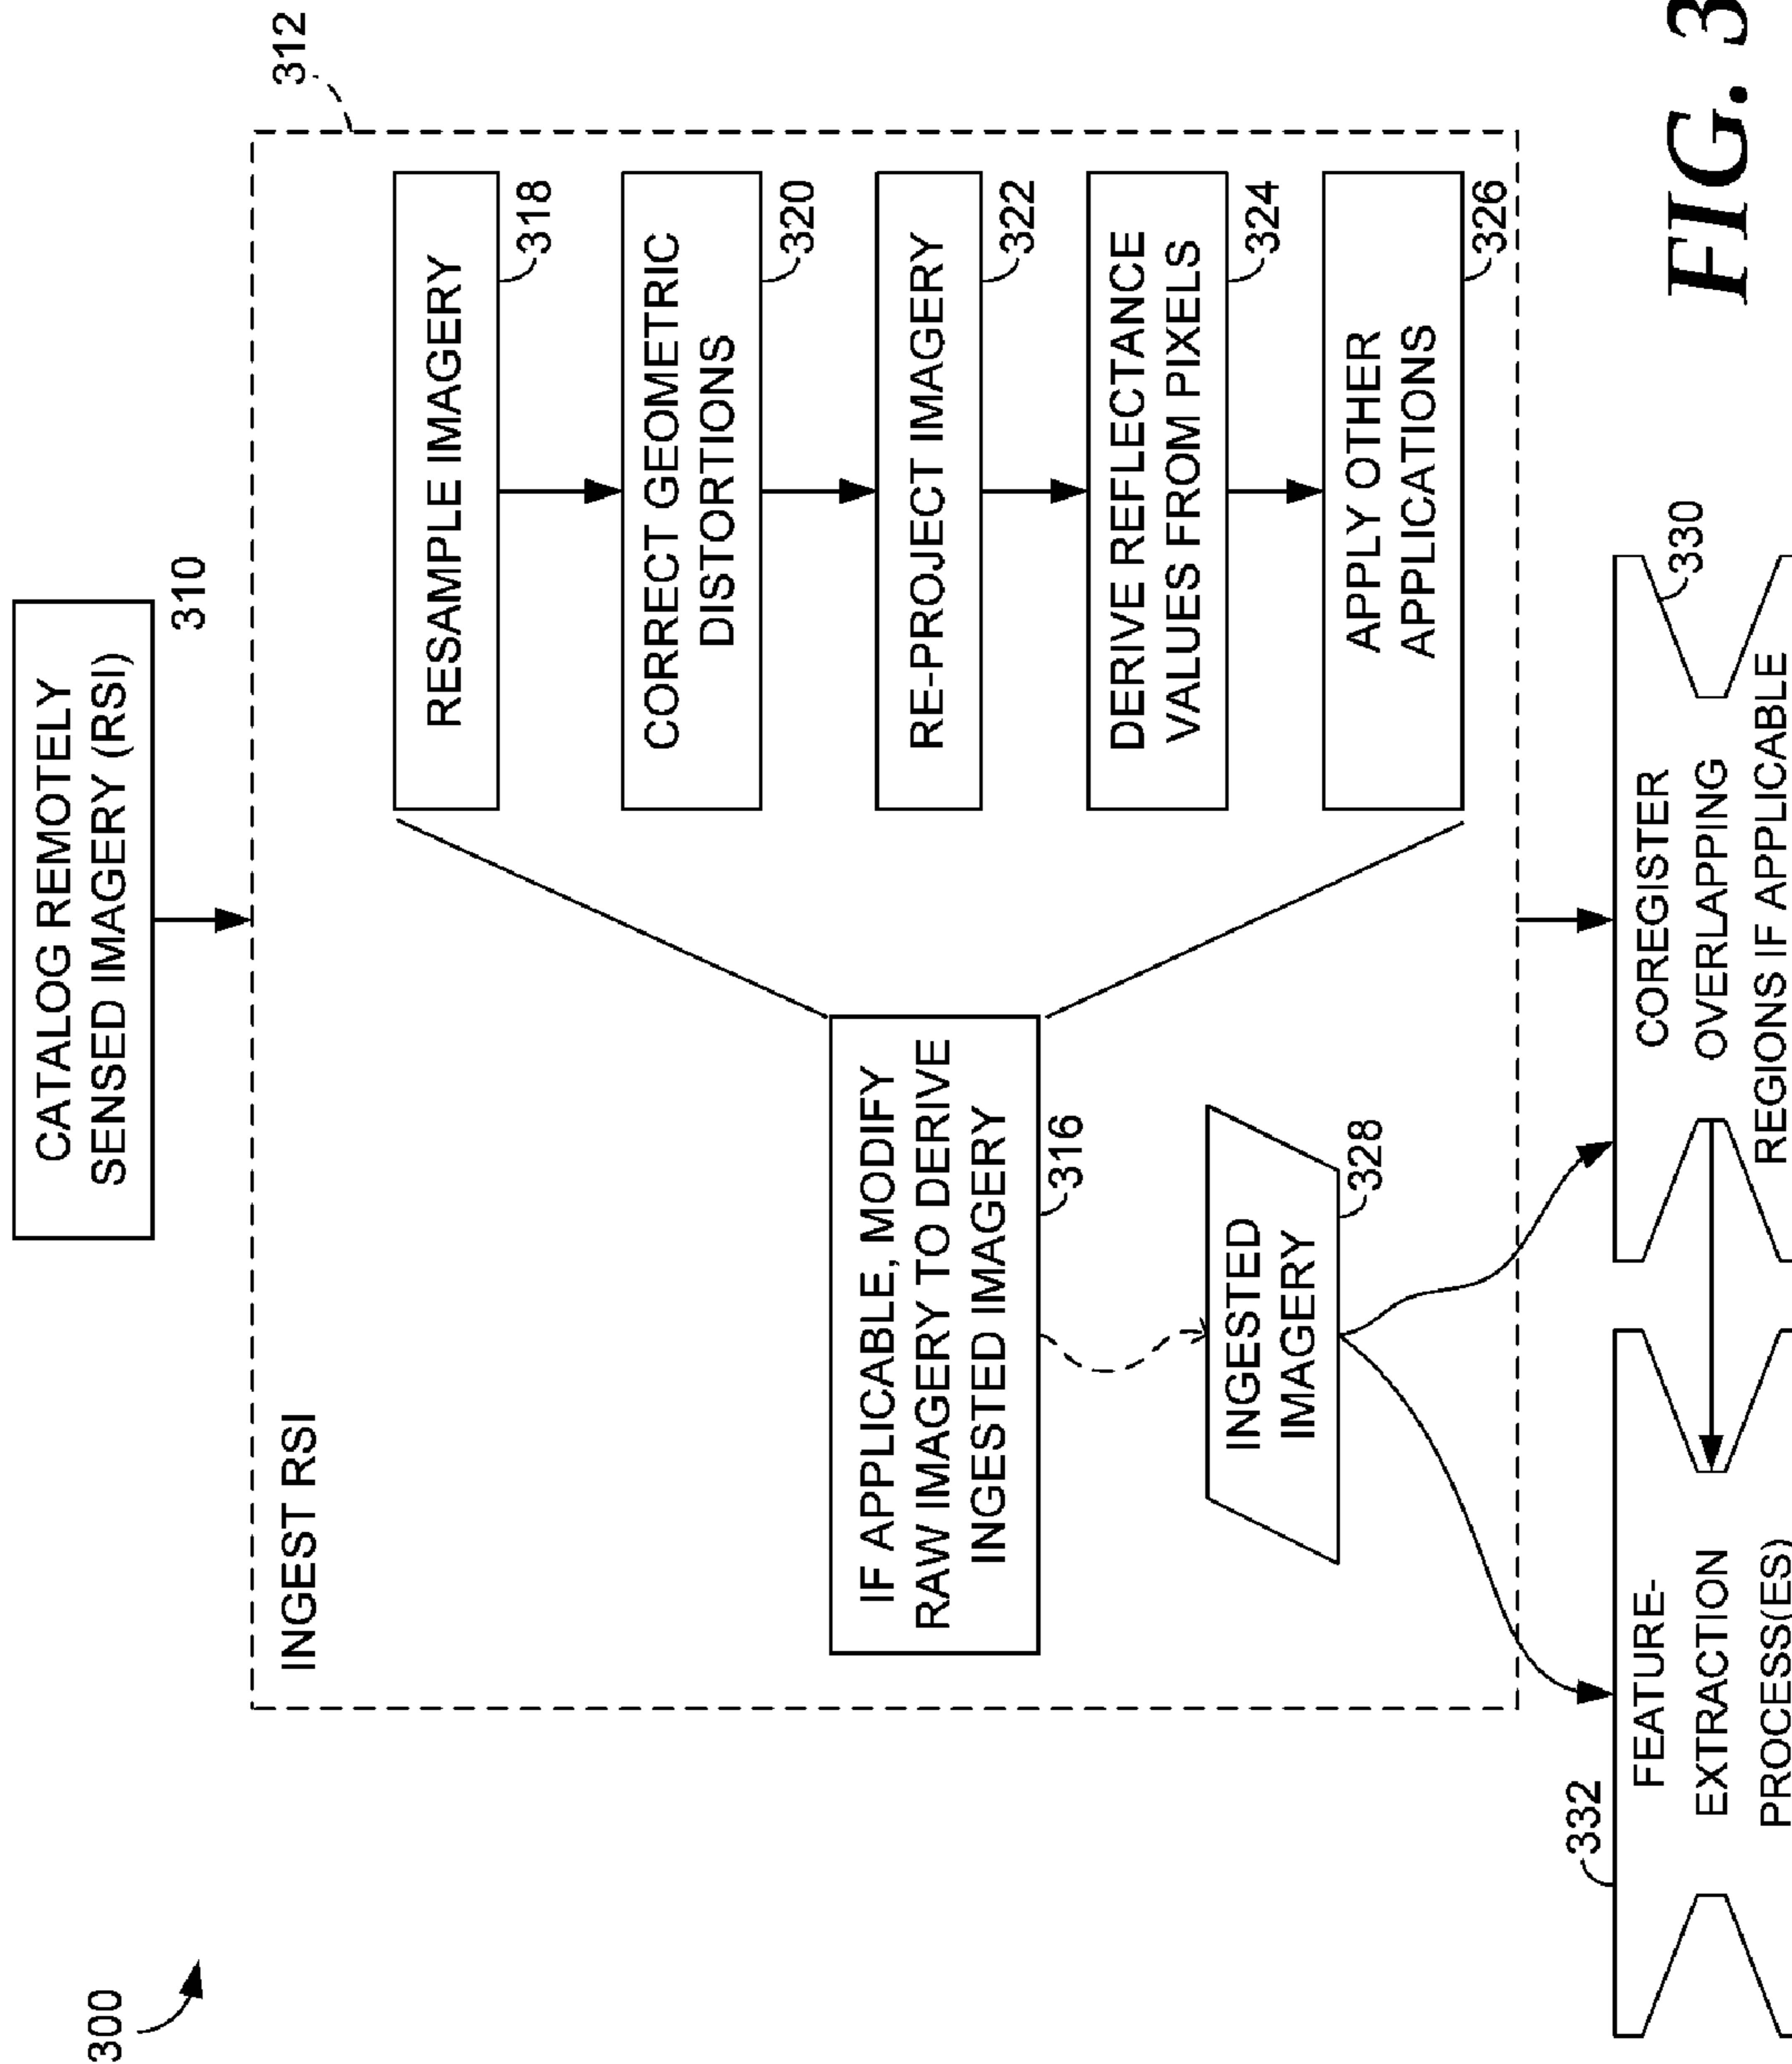 300
CATALOG REMOTELY
SENSED IMAGERY (RSI)
310
312
INGEST RSI
IF APPLICABLE, MODIFY
RAW IMAGERY TO DERIVE
INGESTED IMAGERY
316
RESAMPLE IMAGERY
318
CORRECT GEOMETRIC
DISTORTIONS
320
RE-PROJECT IMAGERY
322
DERIVE REFLECTANCE
VALUES FROM PIXELS
324
APPLY OTHER
APPLICATIONS
326
INGESTED
IMAGERY
328
332
FEATURE-
EXTRACTION
PROCESS(ES)
COREGISTER
OVERLAPPING
REGIONS IF APPLICABLE
330
FIG. 3